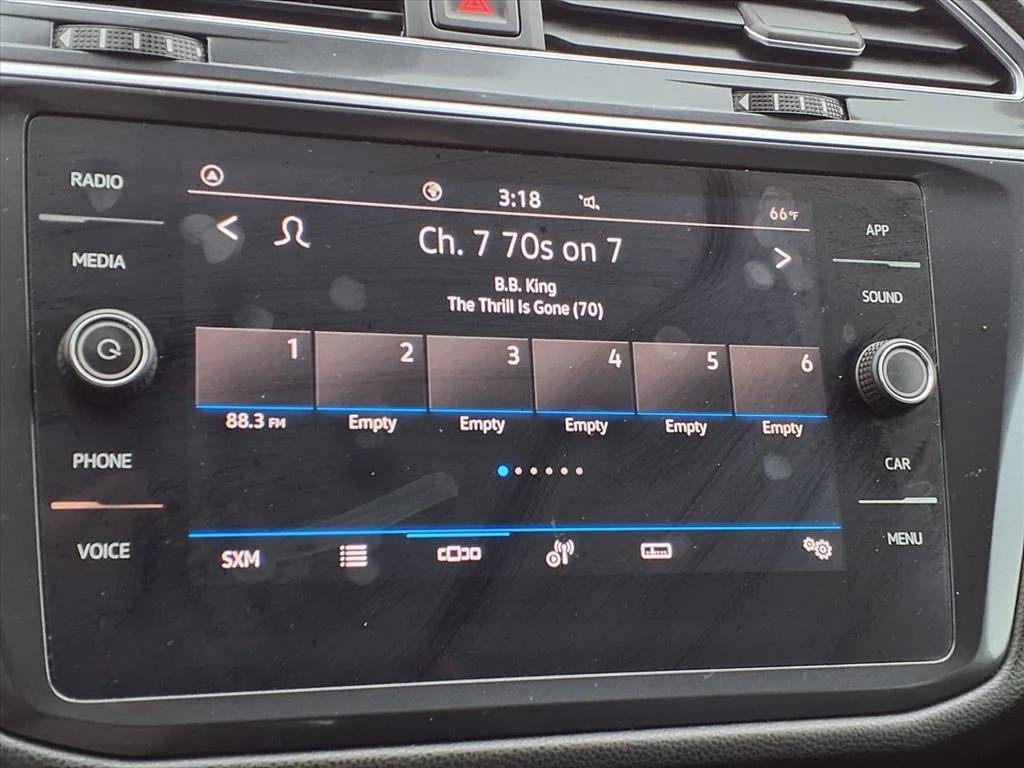 RADIO
MEDIA
PHONE
VOICE
3:18
66°F
Ch. 7 70s on 7
B.B. King
The Thrill Is Gone (70)
1 2 3 4 5 6
88.3 FM Empty Empty Empty Empty Empty
SXM
APP
SOUND
CAR
MENU